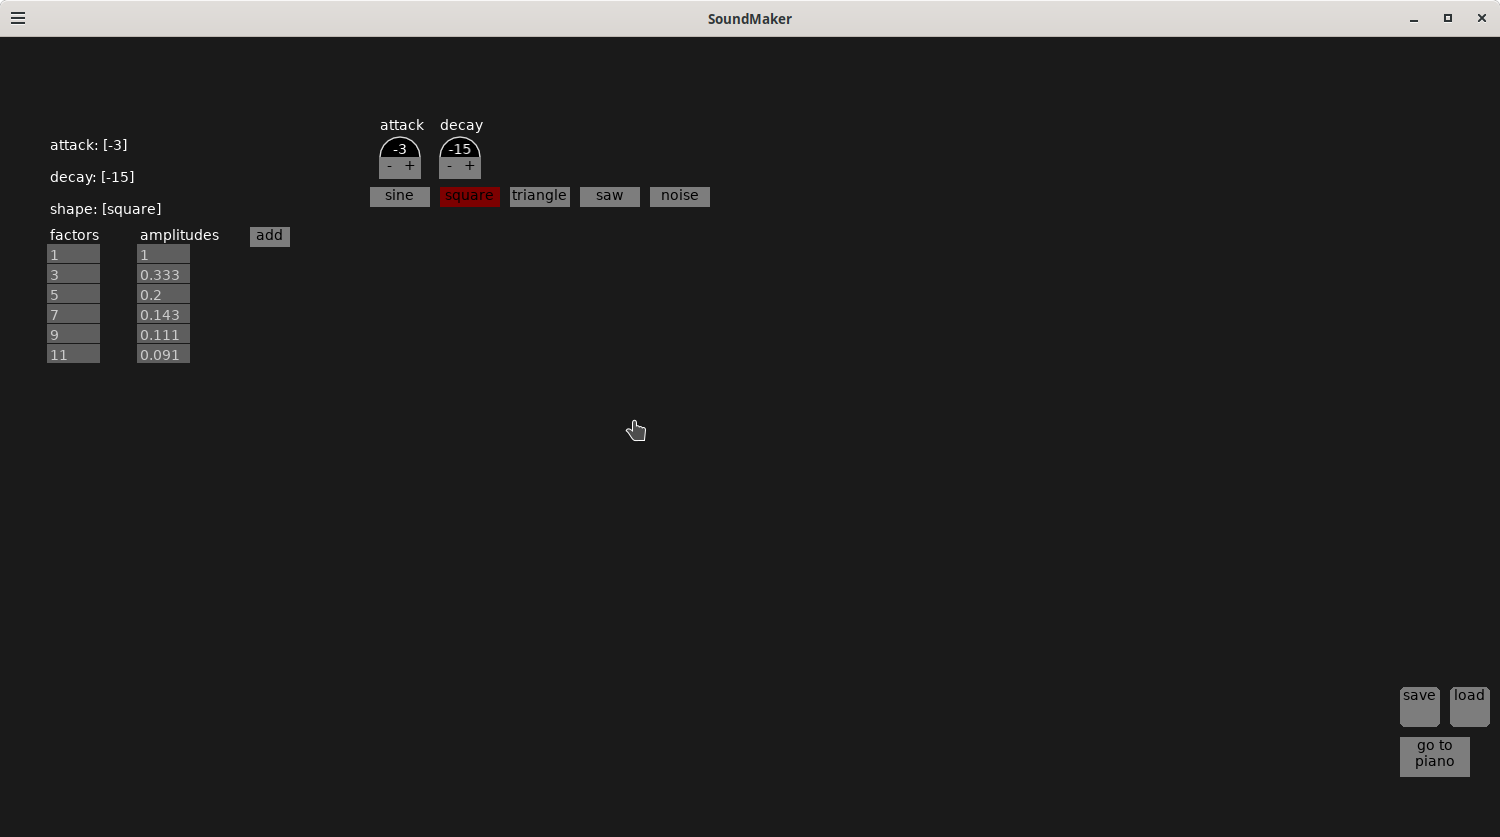 SoundMaker
attack decay
attack: [-3]
-3 -15
- + - +
decay: [-15]
sine square triangle saw noise
shape: [square]
factors amplitudes add
1 1
3 0.333
5 0.2
7 0.143
9 0.111
11 0.091
save load
go to
piano